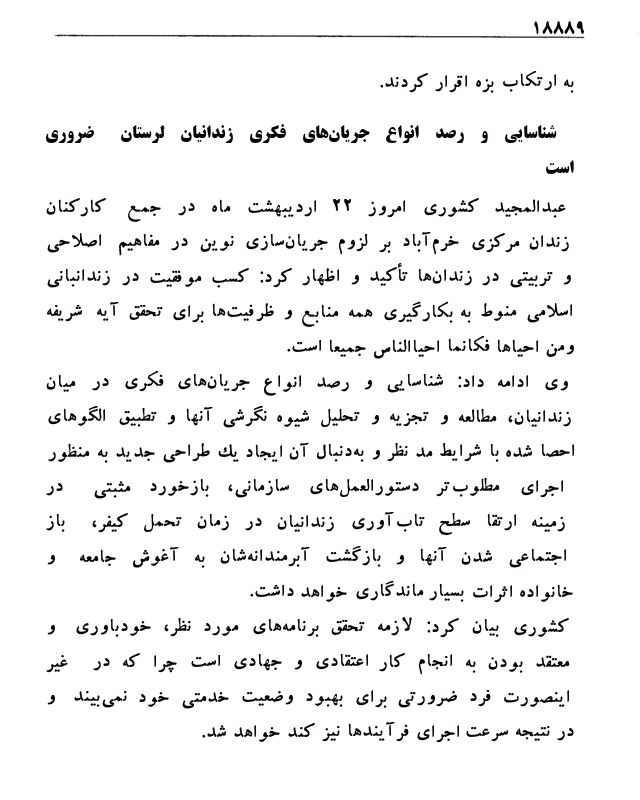 ۱۸۸۸۹
به ارتکاب بزه اقرار کردند.
شناسایی و رصد انواع جریان‌های فکری زندانیان لرستان ضروری
است
عبدالمجید کشوری امروز ۲۲ اردیبهشت ماه در جمع کارکنان
زندان مرکزی خرم‌آباد بر لزوم جریان‌سازی نوین در مفاهیم اصلاحی
و تربیتی در زندان‌ها تأکید و اظهار کرد: کسب موفقیت در زندانبانی
اسلامی منوط به بکارگیری همه منابع و ظرفیت‌ها برای تحقق آیه شریفه
ومن احیاها فکانما احیاالناس جمیعا است.
وی ادامه داد: شناسایی و رصد انواع جریان‌های فکری در میان
زندانیان، مطالعه و تجزیه و تحلیل شیوه نگرشی آنها و تطبیق الگوهای
احصا شده با شرایط مد نظر و به‌دنبال آن ایجاد یك طراحی جدید به منظور
اجرای مطلوب‌تر دستورالعمل‌های سازمانی، بازخورد مثبتی در
زمینه ارتقا سطح تاب‌آوری زندانیان در زمان تحمل کیفر، باز
اجتماعی شدن آنها و بازگشت آبرمندانه‌شان به آغوش جامعه و
خانواده اثرات بسیار ماندگاری خواهد داشت.
کشوری بیان کرد: لازمه تحقق برنامه‌های مورد نظر، خودباوری و
معتقد بودن به انجام کار اعتقادی و جهادی است چرا که در غیر
اینصورت فرد ضرورتی برای بهبود وضعیت خدمتی خود نمی‌بیند و
در نتیجه سرعت اجرای فرآیندها نیز کند خواهد شد.